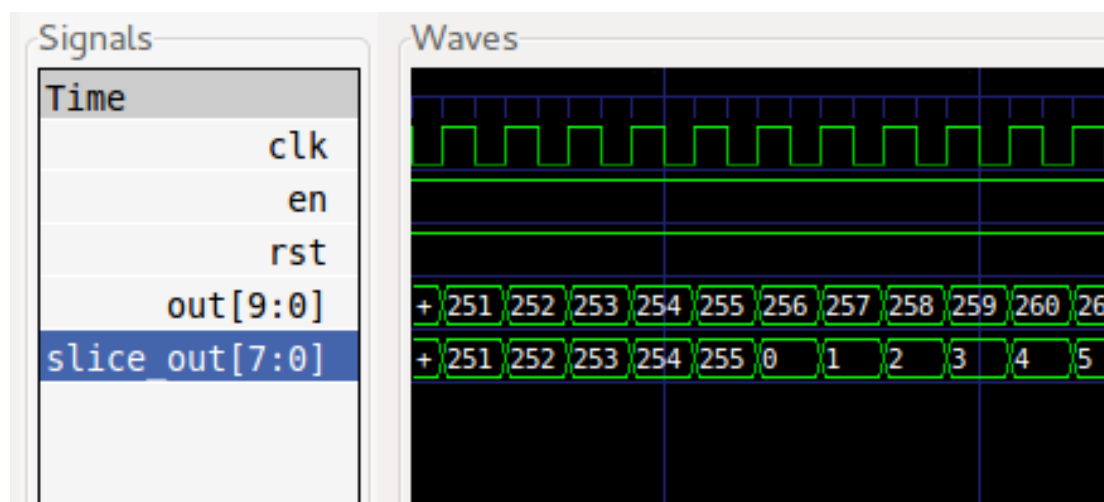 Signals
Waves
Time
clk
en
rst
out[9:0]
+ 251 252 253 254 255 256 257 258 259 260 26
slice_out[7:0]
+ 251 252 253 254 255 0 1 2 3 4 5